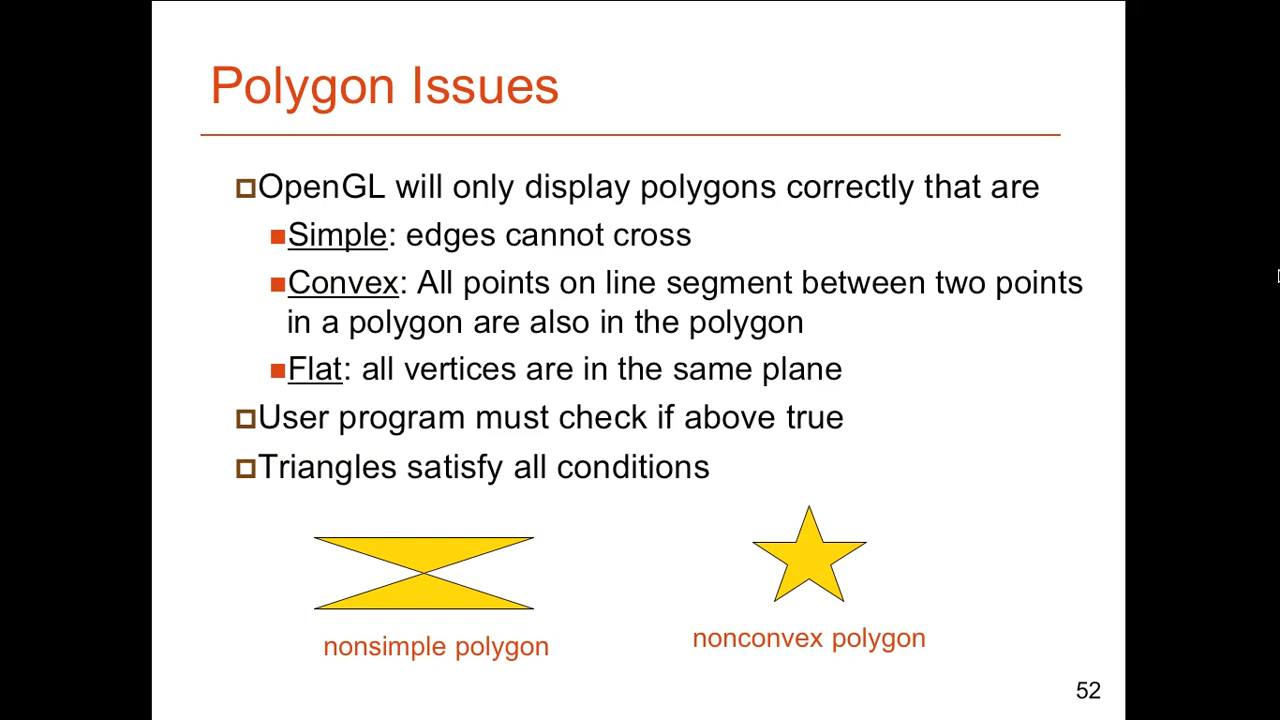 Polygon Issues
OpenGL will only display polygons correctly that are
Simple: edges cannot cross
Convex: All points on line segment between two points
in a polygon are also in the polygon
Flat: all vertices are in the same plane
User program must check if above true
Triangles satisfy all conditions
nonsimple polygon
nonconvex polygon
52